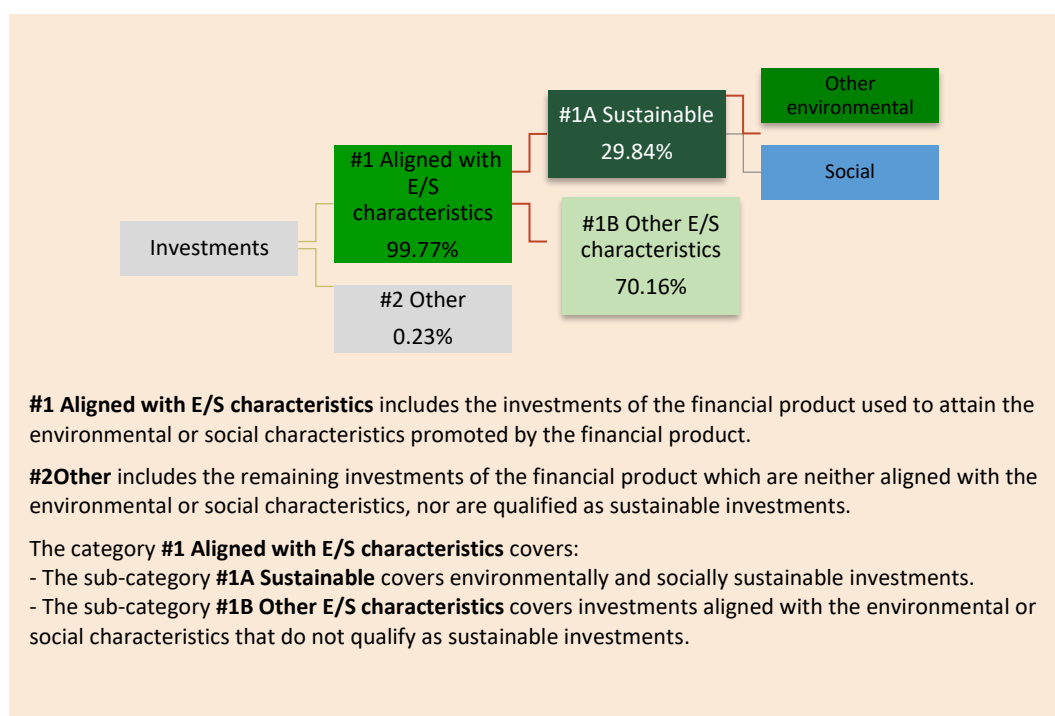 Other
environmental
#1A Sustainable
29.84%
Social
#1 Aligned with
E/S
characteristics
99.77%
#1B Other E/S
characteristics
70.16%
Investments
#2 Other
0.23%
#1 Aligned with E/S characteristics includes the investments of the financial product used to attain the
environmental or social characteristics promoted by the financial product.
#2Other includes the remaining investments of the financial product which are neither aligned with the
environmental or social characteristics, nor are qualified as sustainable investments.
The category #1 Aligned with E/S characteristics covers:
- The sub-category #1A Sustainable covers environmentally and socially sustainable investments.
- The sub-category #1B Other E/S characteristics covers investments aligned with the environmental or
social characteristics that do not qualify as sustainable investments.